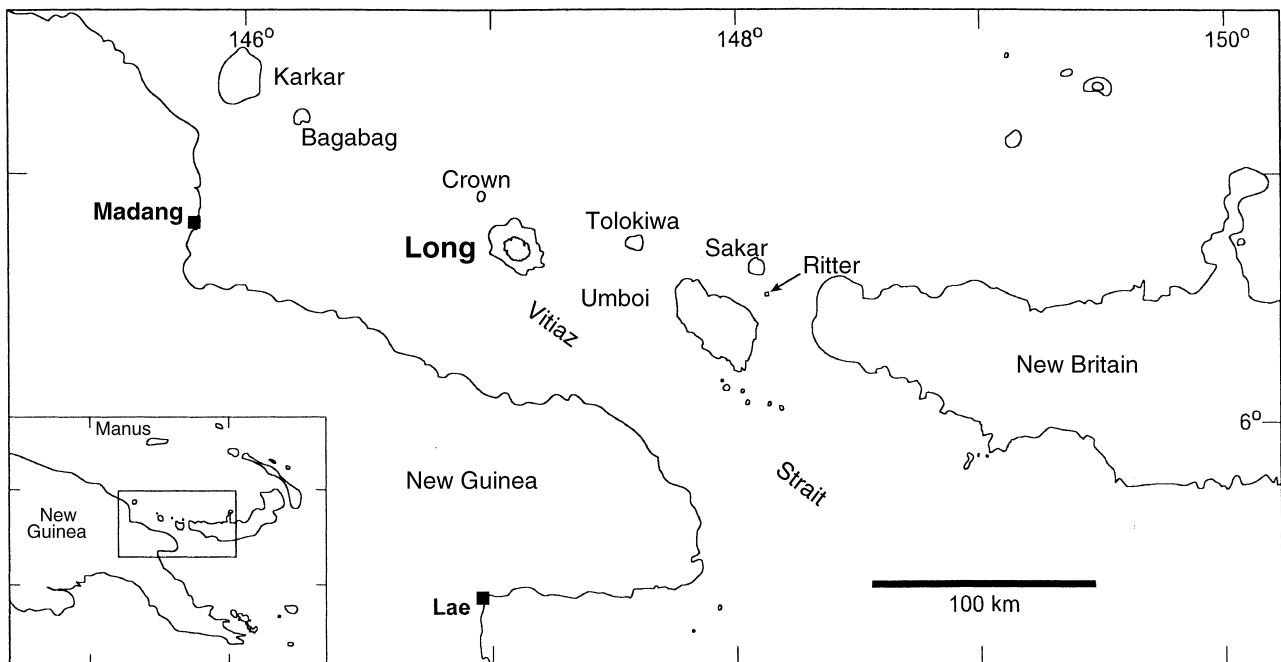 146°
148°
150°
Karkar
Bagabag
Crown
Madang
Tolokiwa
Long
Sakar
Ritter
Umboi
Vitiaz
New Britain
6°
Manus
New Guinea
Strait
New
Guinea
100 km
Lae